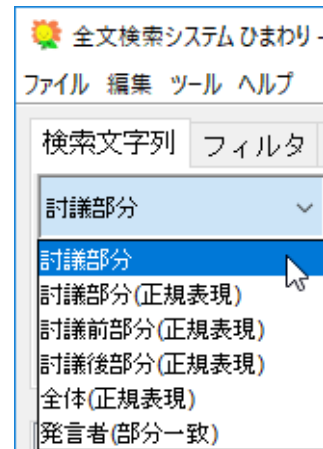 全文検索システム ひまわり -
ファイル 編集 ツール ヘルプ
検索文字列 フィルタ
討議部分
討議部分
討議部分(正規表現)
討議前部分(正規表現)
討議後部分(正規表現)
全体(正規表現)
発言者(部分一致)